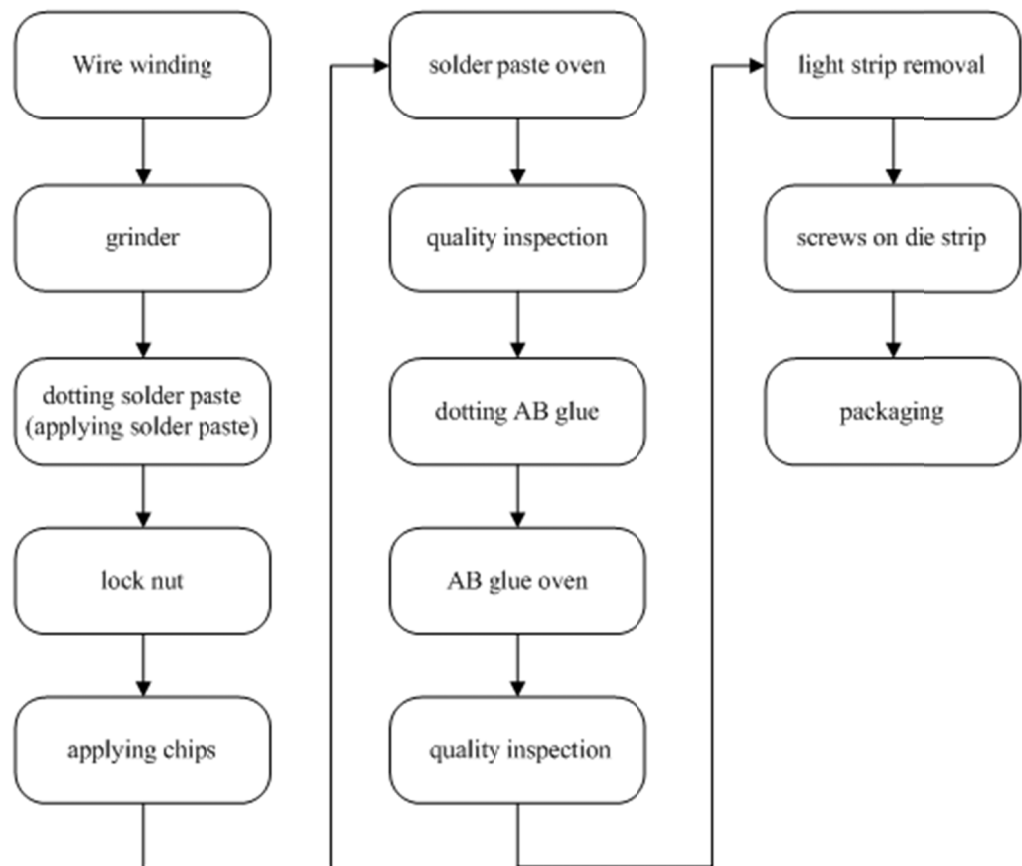 Wire winding
grinder
dotting solder paste
(applying solder paste)
lock nut
applying chips
solder paste oven
quality inspection
dotting AB glue
AB glue oven
quality inspection
light strip removal
screws on die strip
packaging